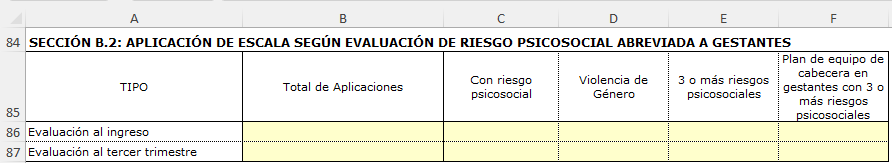 A B C D E F
84 SECCIÓN B.2: APLICACIÓN DE ESCALA SEGÚN EVALUACIÓN DE RIESGO PSICOSOCIAL ABREVIADA A GESTANTES
85 TIPO
Total de Aplicaciones
Con riesgo
psicosocial
Violencia de
Género
3 o más riesgos
psicosociales
Plan de equipo de
cabecera en
gestantes con 3 o
más riesgos
psicosociales
86 Evaluación al ingreso
87 Evaluación al tercer trimestre